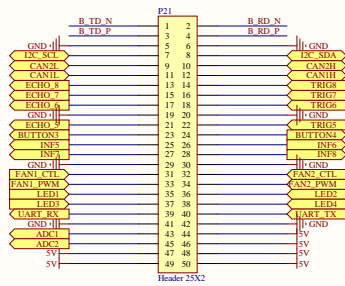 P21
B_TD_N 1 2 B_RD_N
B_TD_P 3 4 B_RD_P
GND 5 6 GND
I2C_SCL 7 8 I2C_SDA
CAN2L 9 10 CAN2H
CAN1L 11 12 CAN1H
ECHO_8 13 14 TRIG8
ECHO_7 15 16 TRIG7
ECHO_6 17 18 TRIG6
GND 19 20 GND
ECHO_5 21 22 TRIG5
BUTTON3 23 24 BUTTON4
INF5 25 26 INF6
INF7 27 28 INF8
GND 29 30 GND
FAN1_CTL 31 32 FAN2_CTL
FAN1_PWM 33 34 FAN2_PWM
LED1 35 36 LED2
LED3 37 38 LED4
UART_RX 39 40 UART_TX
GND 41 42 GND
ADC1 43 44 5V
ADC2 45 46 5V
5V 47 48 5V
5V 49 50 5V
Header 25X2